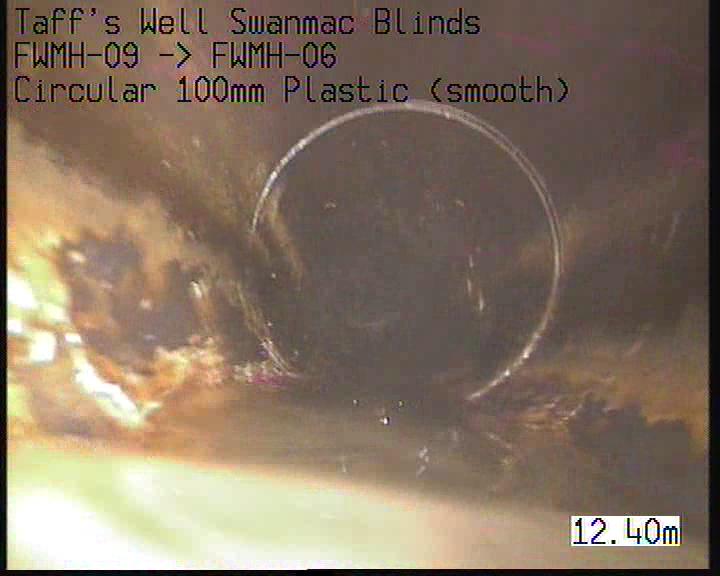 Taff's Well Swanmac Blinds
FWMH-09 -> FWMH-06
Circular 100mm Plastic (smooth)
12.40m